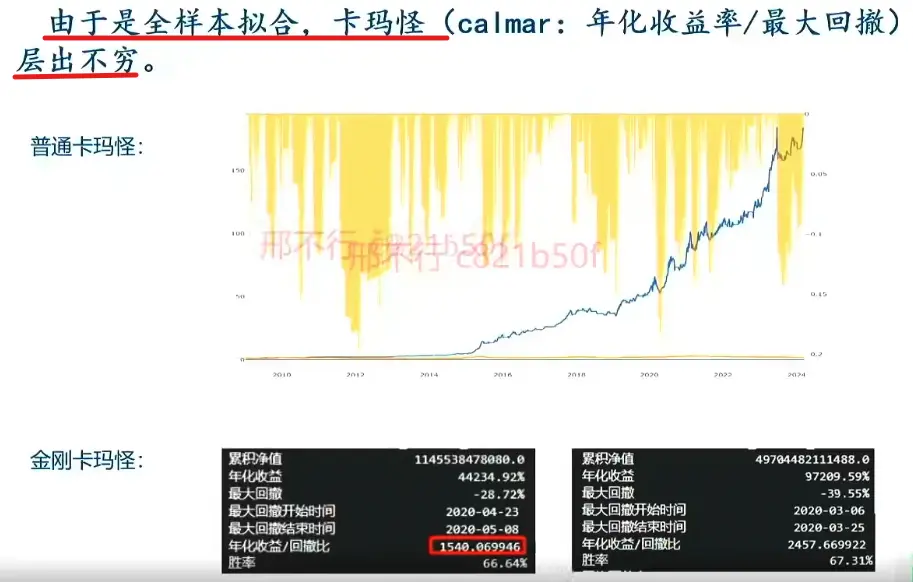 由于是全样本拟合，卡玛怪（calmar：年化收益率/最大回撤）
层出不穷。
普通卡玛怪：
0
150
0.05
100
0.1
邢不行 c821b50f
邢不行 c821b50f
50
0.15
0
0.2
2010 2012 2014 2016 2018 2020 2022 2024
金刚卡玛怪：
累积净值 1145538478080.0
年化收益 44234.92%
最大回撤 -28.72%
最大回撤开始时间 2020-04-23
最大回撤结束时间 2020-05-08
年化收益/回撤比 1540.069946
胜率 66.64%
累积净值 49704482111488.0
年化收益 97209.59%
最大回撤 -39.55%
最大回撤开始时间 2020-03-06
最大回撤结束时间 2020-03-25
年化收益/回撤比 2457.669922
胜率 67.31%